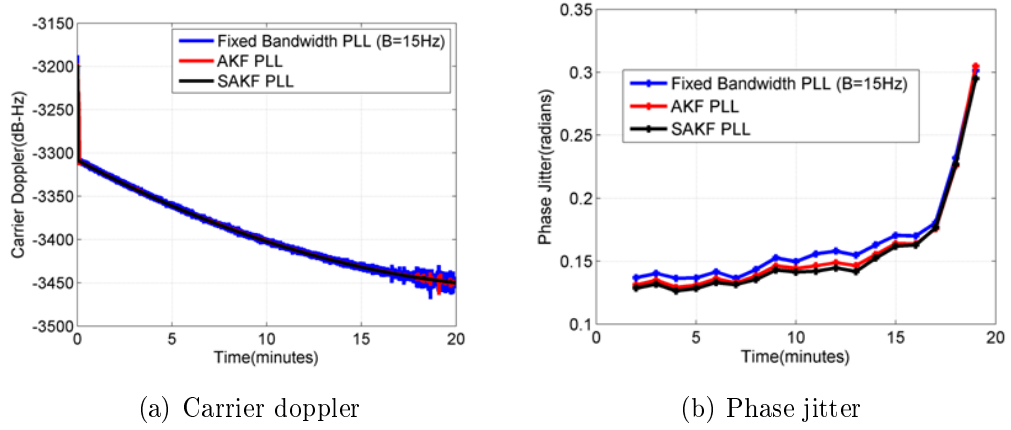 -3150
-3200
-3250
-3300
-3350
-3400
-3450
-3500
Carrier Doppler(dB-Hz)
Fixed Bandwidth PLL (B=15Hz)
AKF PLL
SAKF PLL
0 5 10 15 20
Time(minutes)
(a) Carrier doppler
0.35
0.3
0.25
0.2
0.15
0.1
Phase Jitter(radians)
Fixed Bandwidth PLL (B=15Hz)
AKF PLL
SAKF PLL
0 5 10 15 20
Time(minutes)
(b) Phase jitter